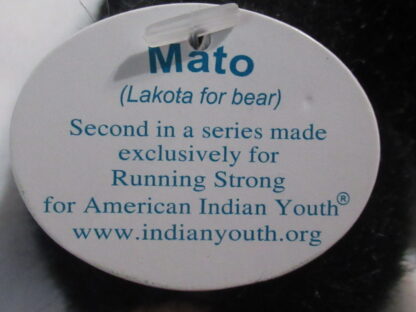 Mato
(Lakota for bear)
Second in a series made
exclusively for
Running Strong
for American Indian Youth®
www.indianyouth.org